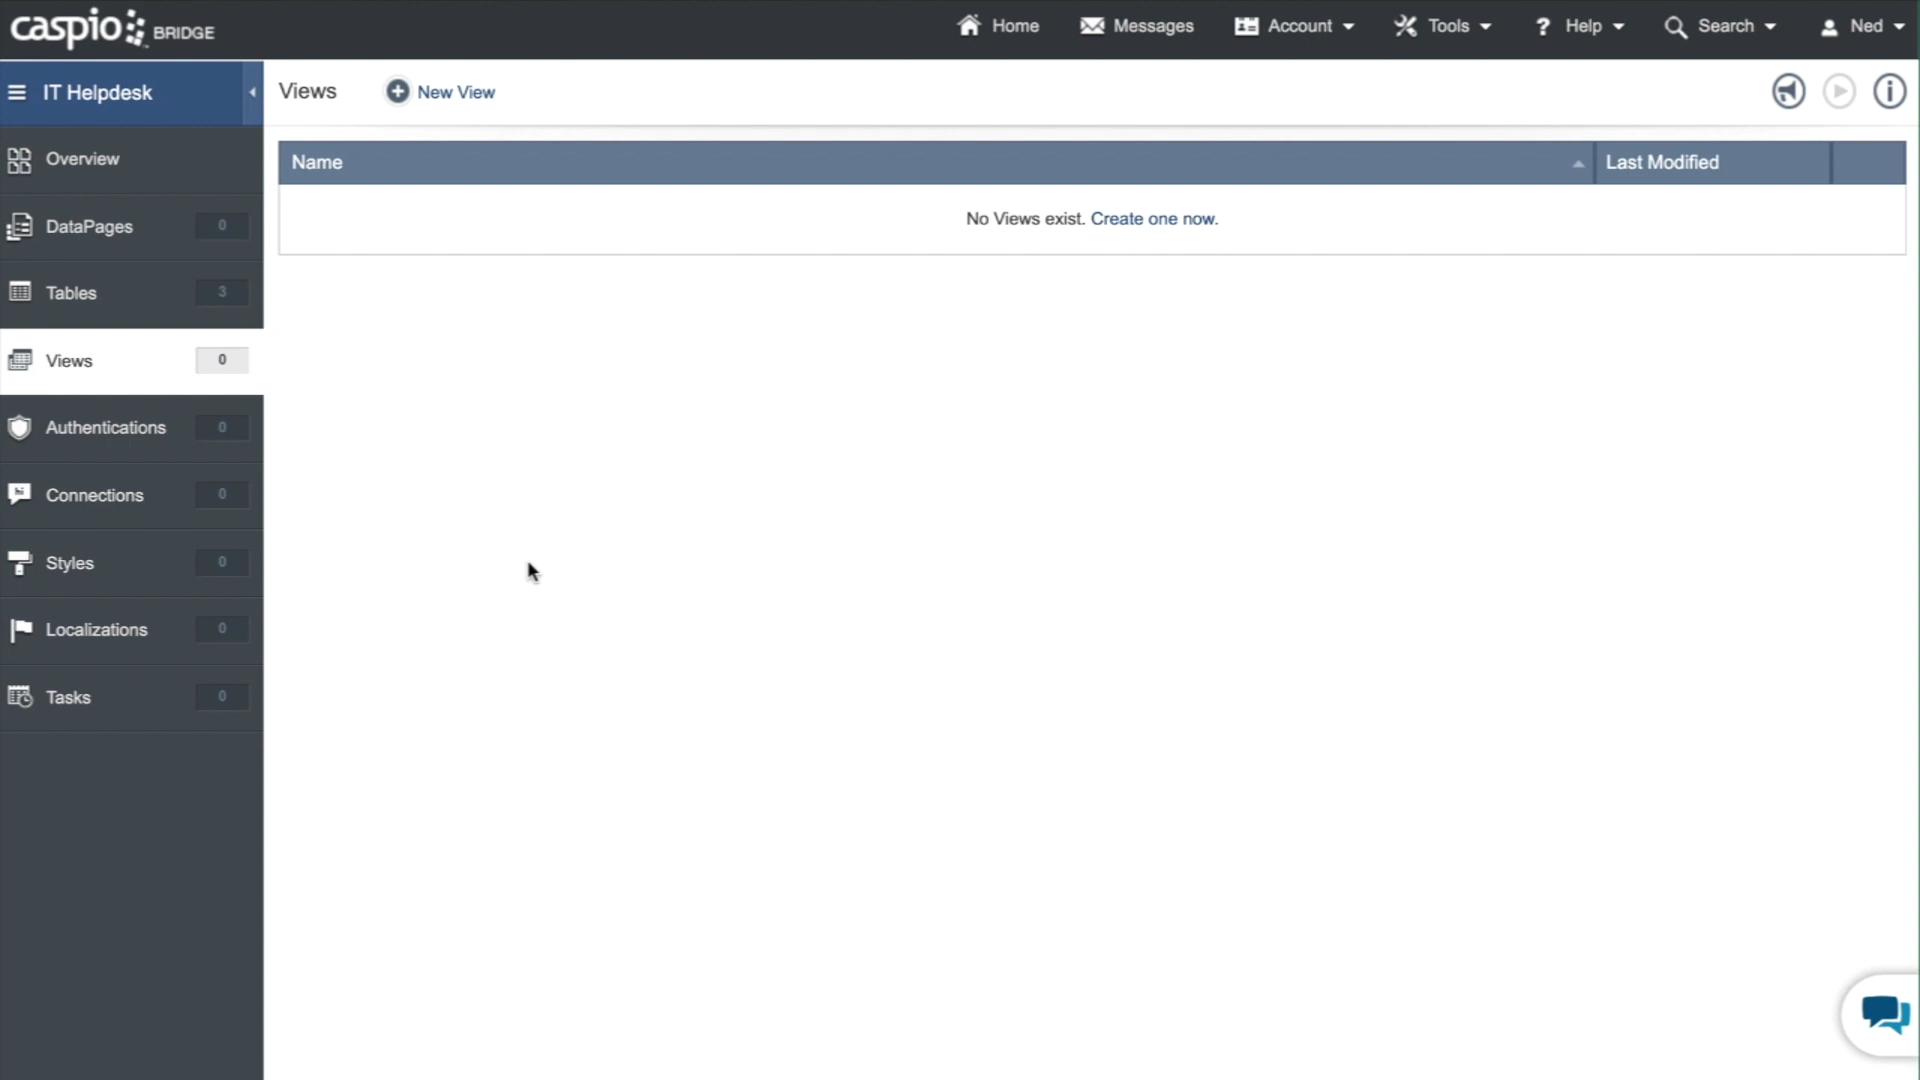 caspio BRIDGE
Home Messages Account Tools ? Help Search Ned
IT Helpdesk
Views New View
Name Last Modified
No Views exist. Create one now.
Overview
DataPages 0
Tables 3
Views 0
Authentications 0
Connections 0
Styles 0
Localizations 0
Tasks 0